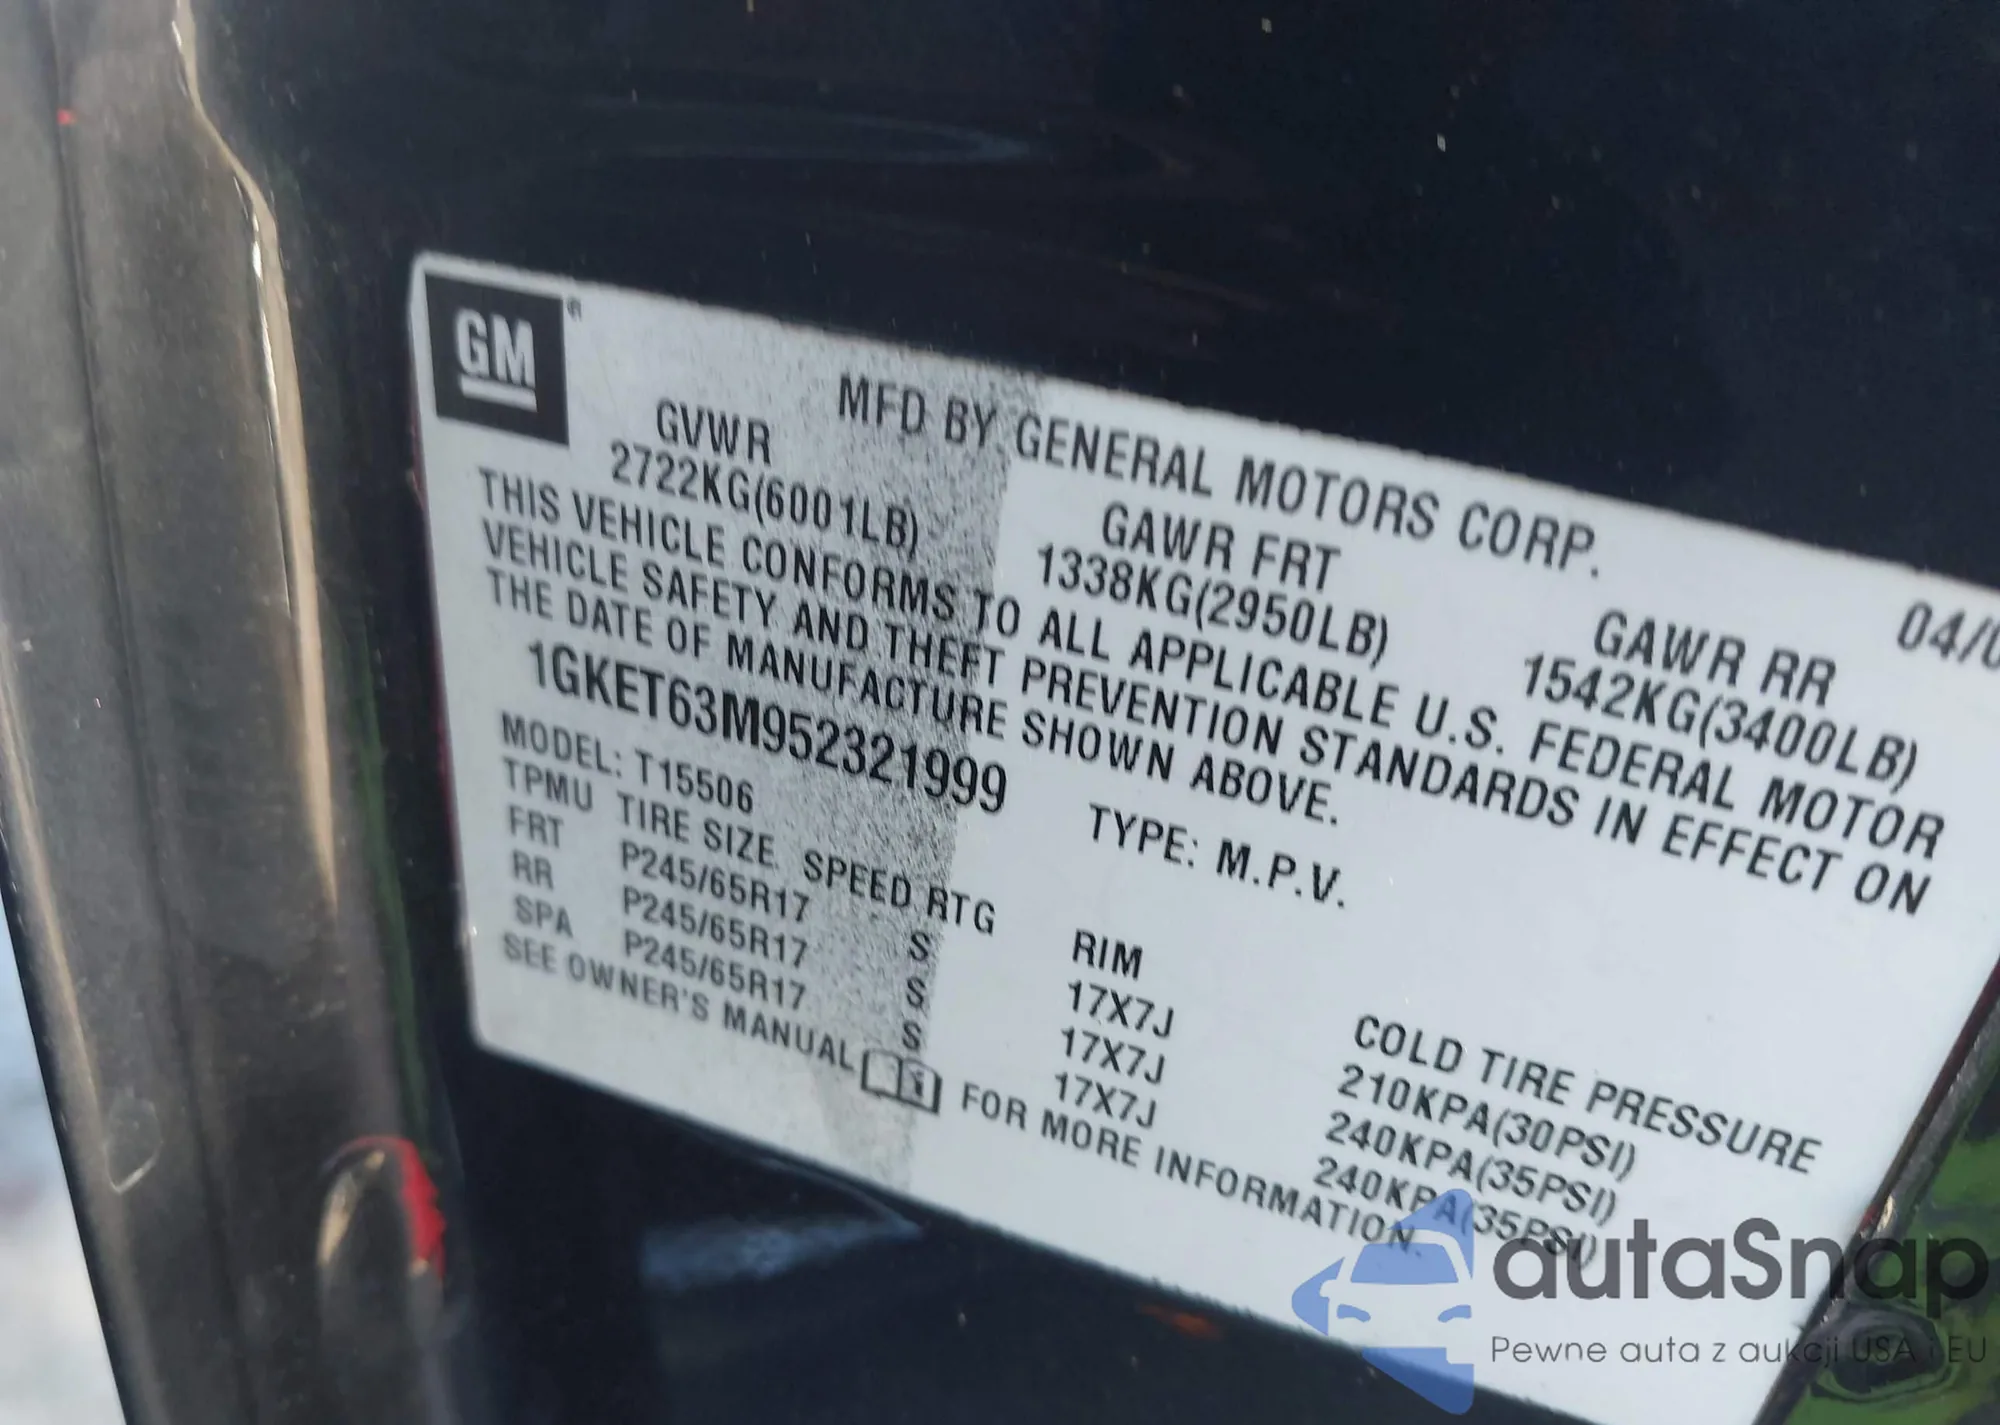 GM
MFD BY GENERAL MOTORS CORP.
04/0
GVWR GAWR FRT GAWR RR
2722KG(6001LB) 1338KG(2950LB) 1542KG(3400LB)
THIS VEHICLE CONFORMS TO ALL APPLICABLE U.S. FEDERAL MOTOR
VEHICLE SAFETY AND THEFT PREVENTION STANDARDS IN EFFECT ON
THE DATE OF MANUFACTURE SHOWN ABOVE.
1GKET63M952321999 TYPE: M.P.V.
MODEL: T15506
TPMU TIRE SIZE SPEED RTG RIM COLD TIRE PRESSURE
FRT P245/65R17 S 17X7J 210KPA(30PSI)
RR P245/65R17 S 17X7J 240KPA(35PSI)
SPA P245/65R17 S 17X7J 240KPA(35PSI)
SEE OWNER'S MANUAL FOR MORE INFORMATION.
autaSnap
Pewne auta z aukcji USA i EU